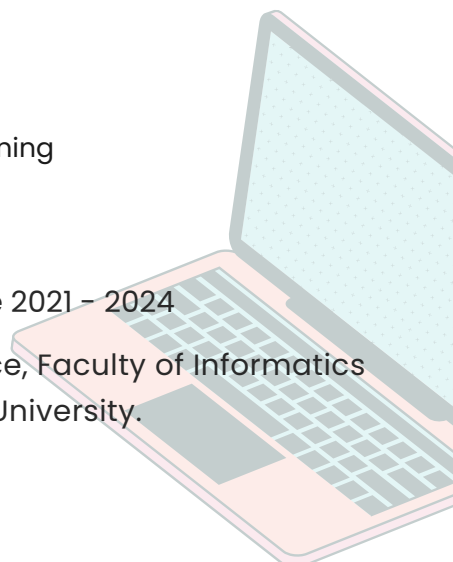 ning
e 2021 - 2024
ce, Faculty of Informatics
University.